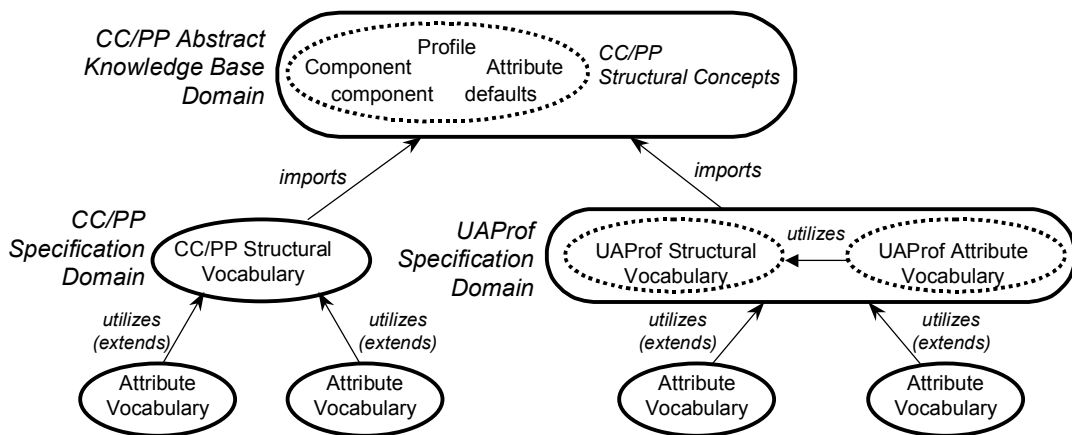 CC/PP Abstract
Knowledge Base
Domain
Profile
Component Attribute
component defaults
CC/PP
Structural Concepts
imports
imports
CC/PP
Specification
Domain
CC/PP Structural
Vocabulary
UAProf
Specification
Domain
UAProf Structural
Vocabulary
utilizes
UAProf Attribute
Vocabulary
utilizes
(extends)
utilizes
(extends)
utilizes
(extends)
utilizes
(extends)
Attribute
Vocabulary
Attribute
Vocabulary
Attribute
Vocabulary
Attribute
Vocabulary